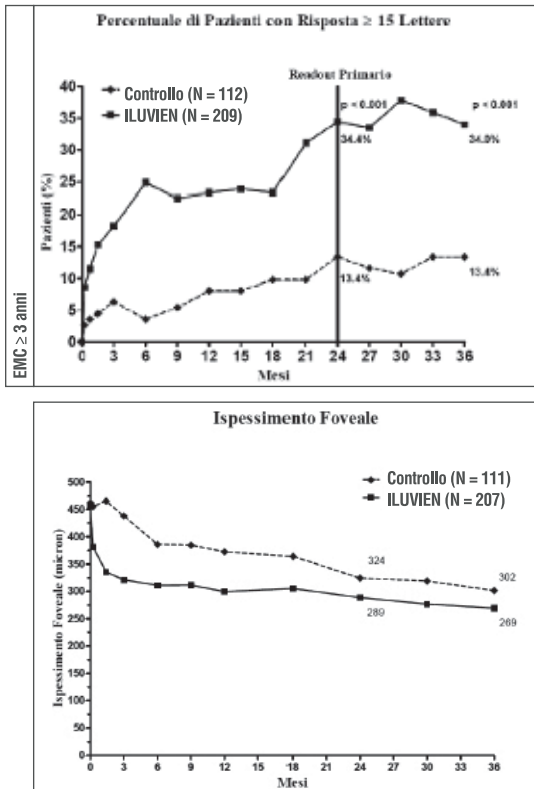 Percentuale di Pazienti con Risposta ≥ 15 Lettere
Readout Primario
Controllo (N = 112)
ILUVIEN (N = 209)
p < 0.001
34.4%
p < 0.001
34.0%
13.4%
13.4%
40
35
30
25
20
15
10
5
0
Pazienti (%)
EMC ≥ 3 anni
0 3 6 9 12 15 18 21 24 27 30 33 36
Mesi
Ispessimento Foveale
Controllo (N = 111)
ILUVIEN (N = 207)
500
450
400
350
300
250
200
150
100
50
0
Ispessimento Foveale (micron)
324
302
289
269
0 3 6 9 12 15 18 21 24 27 30 33 36
Mesi